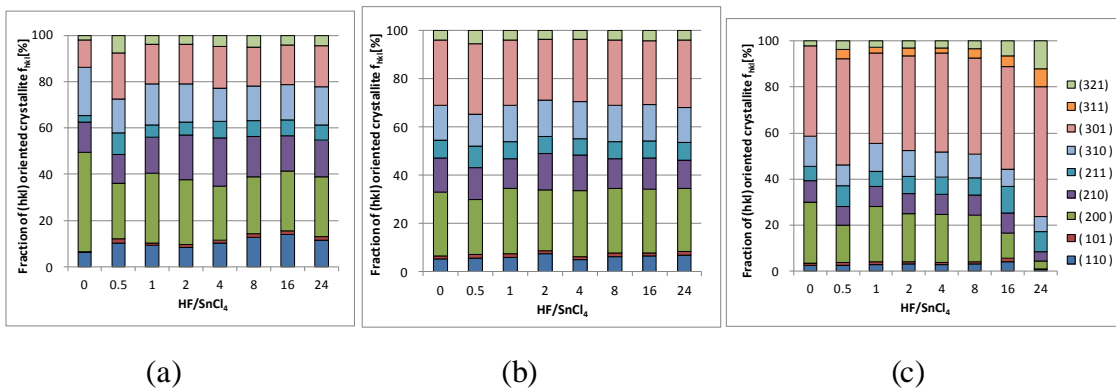 Fraction of (hkl) oriented crystallite fhkl[%]
100
80
60
40
20
0
0 0.5 1 2 4 8 16 24
HF/SnCl4
(a)
Fraction of (hkl) oriented crystallite fhkl[%]
100
80
60
40
20
0
0 0.5 1 2 4 8 16 24
HF/SnCl4
(b)
Fraction of (hkl) oriented crystallite fhkl[%]
100
80
60
40
20
0
0 0.5 1 2 4 8 16 24
HF/SnCl4
(c)
(321)
(311)
(301)
(310)
(211)
(210)
(200)
(101)
(110)